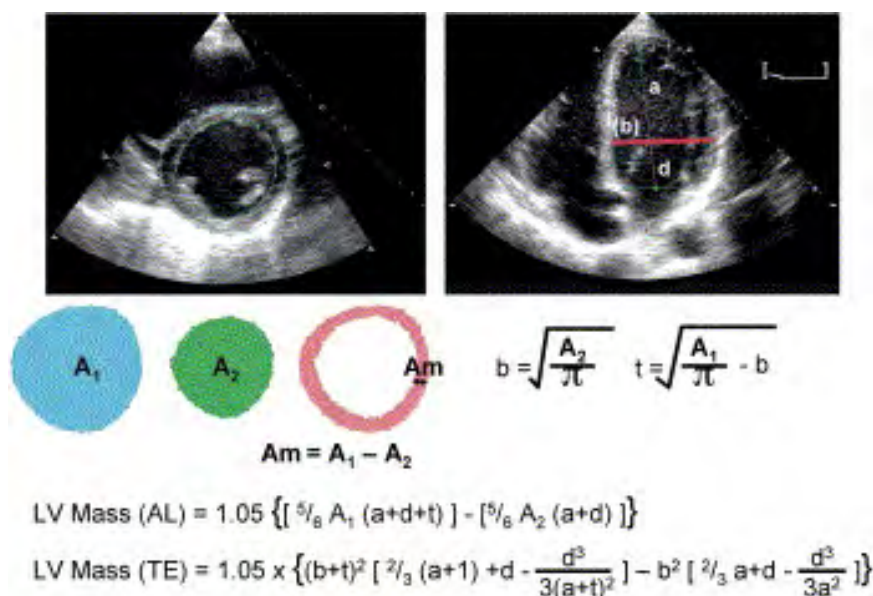 a
(b)
d
A₁ A₂ Am
b = √(A₂/π) t = √(A₁/π - b)
Am = A₁ – A₂
LV Mass (AL) = 1.05 {[ ⁵/₆ A₁ (a+d+t) ] - [⁵/₆ A₂ (a+d) ]}
LV Mass (TE) = 1.05 x {(b+t)² [ ²/₃ (a+1) +d - d³/3(a+t)² ] – b² [ ²/₃ a+d - d³/3a² ]}